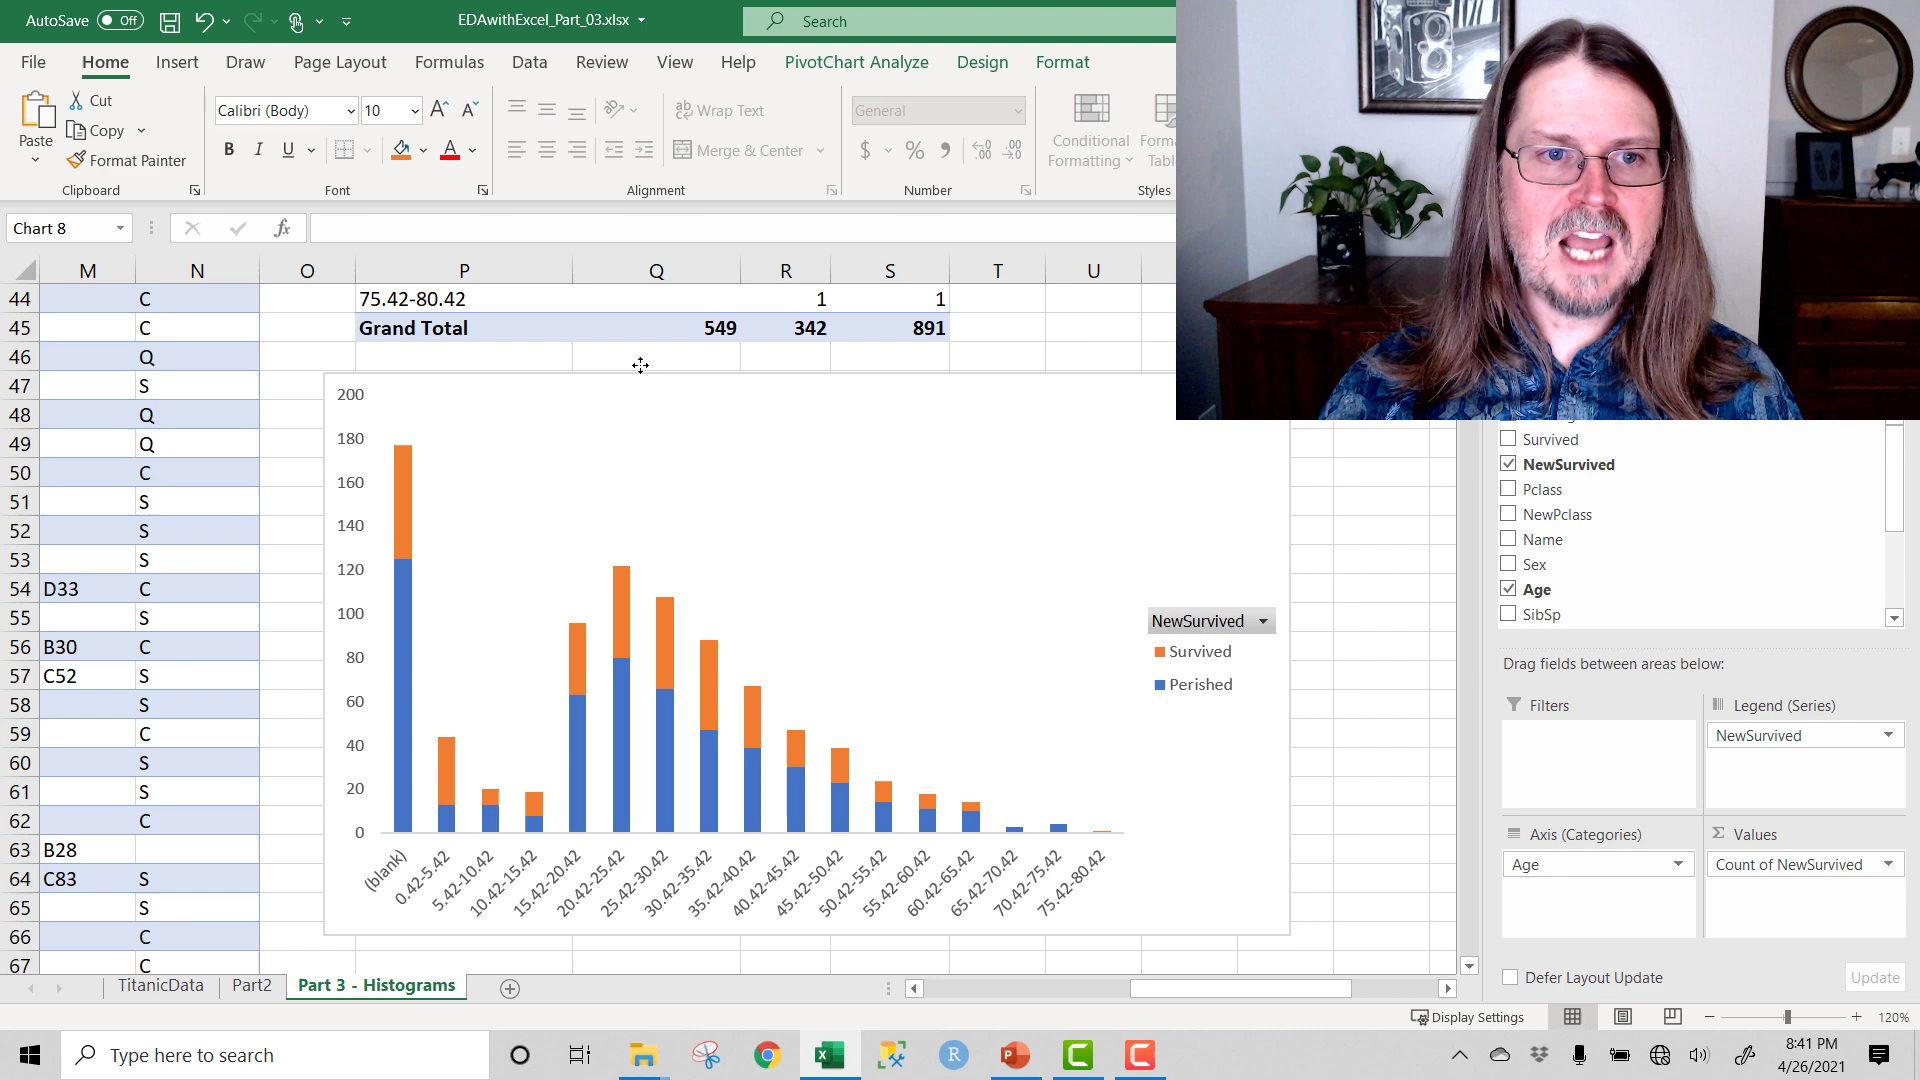 AutoSave Off
EDAwithExcel_Part_03.xlsx
Search
File Home Insert Draw Page Layout Formulas Data Review View Help PivotChart Analyze Design Format
Paste
Cut
Copy
Format Painter
Clipboard
Calibri (Body) 10
B I U
Font
Wrap Text
Merge & Center
Alignment
General
$ % 9
Number
Conditional
Formatting
Styles
Chart 8
fx
M N O P Q R S T U
44 C 75.42-80.42 1 1
45 C Grand Total 549 342 891
46 Q
47 S
48 Q
49 Q
50 C
51 S
52 S
53 S
54 D33 C
55 S
56 B30 C
57 C52 S
58 S
59 C
60 S
61 S
62 C
63 B28
64 C83 S
65 S
66 C
67 C
200
180
160
140
120
100
80
60
40
20
0
(blank)
0.42-5.42
5.42-10.42
10.42-15.42
15.42-20.42
20.42-25.42
25.42-30.42
30.42-35.42
35.42-40.42
40.42-45.42
45.42-50.42
50.42-55.42
55.42-60.42
60.42-65.42
65.42-70.42
70.42-75.42
75.42-80.42
NewSurvived
Survived
Perished
Survived
NewSurvived
Pclass
NewPclass
Name
Sex
Age
SibSp
Drag fields between areas below:
Filters
Legend (Series)
NewSurvived
Axis (Categories)
Age
Σ Values
Count of NewSurvived
Defer Layout Update
Update
TitanicData Part2 Part 3 - Histograms
Display Settings
120%
Type here to search
8:41 PM
4/26/2021